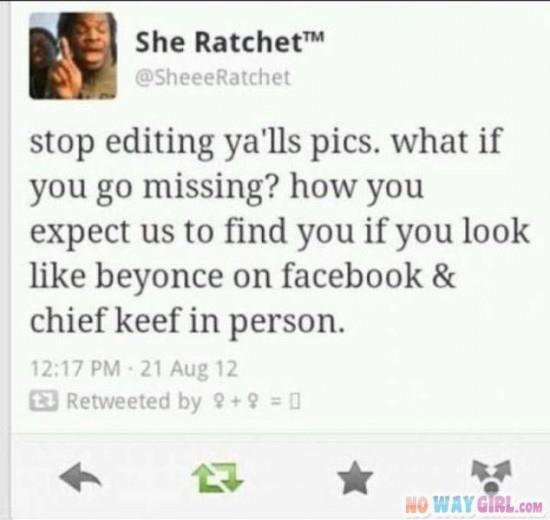 She Ratchet™
@SheeeRatchet
stop editing ya'lls pics. what if
you go missing? how you
expect us to find you if you look
like beyonce on facebook &
chief keef in person.
12:17 PM · 21 Aug 12
Retweeted by ♀+♀ = ▯
NO WAY GIRL.COM